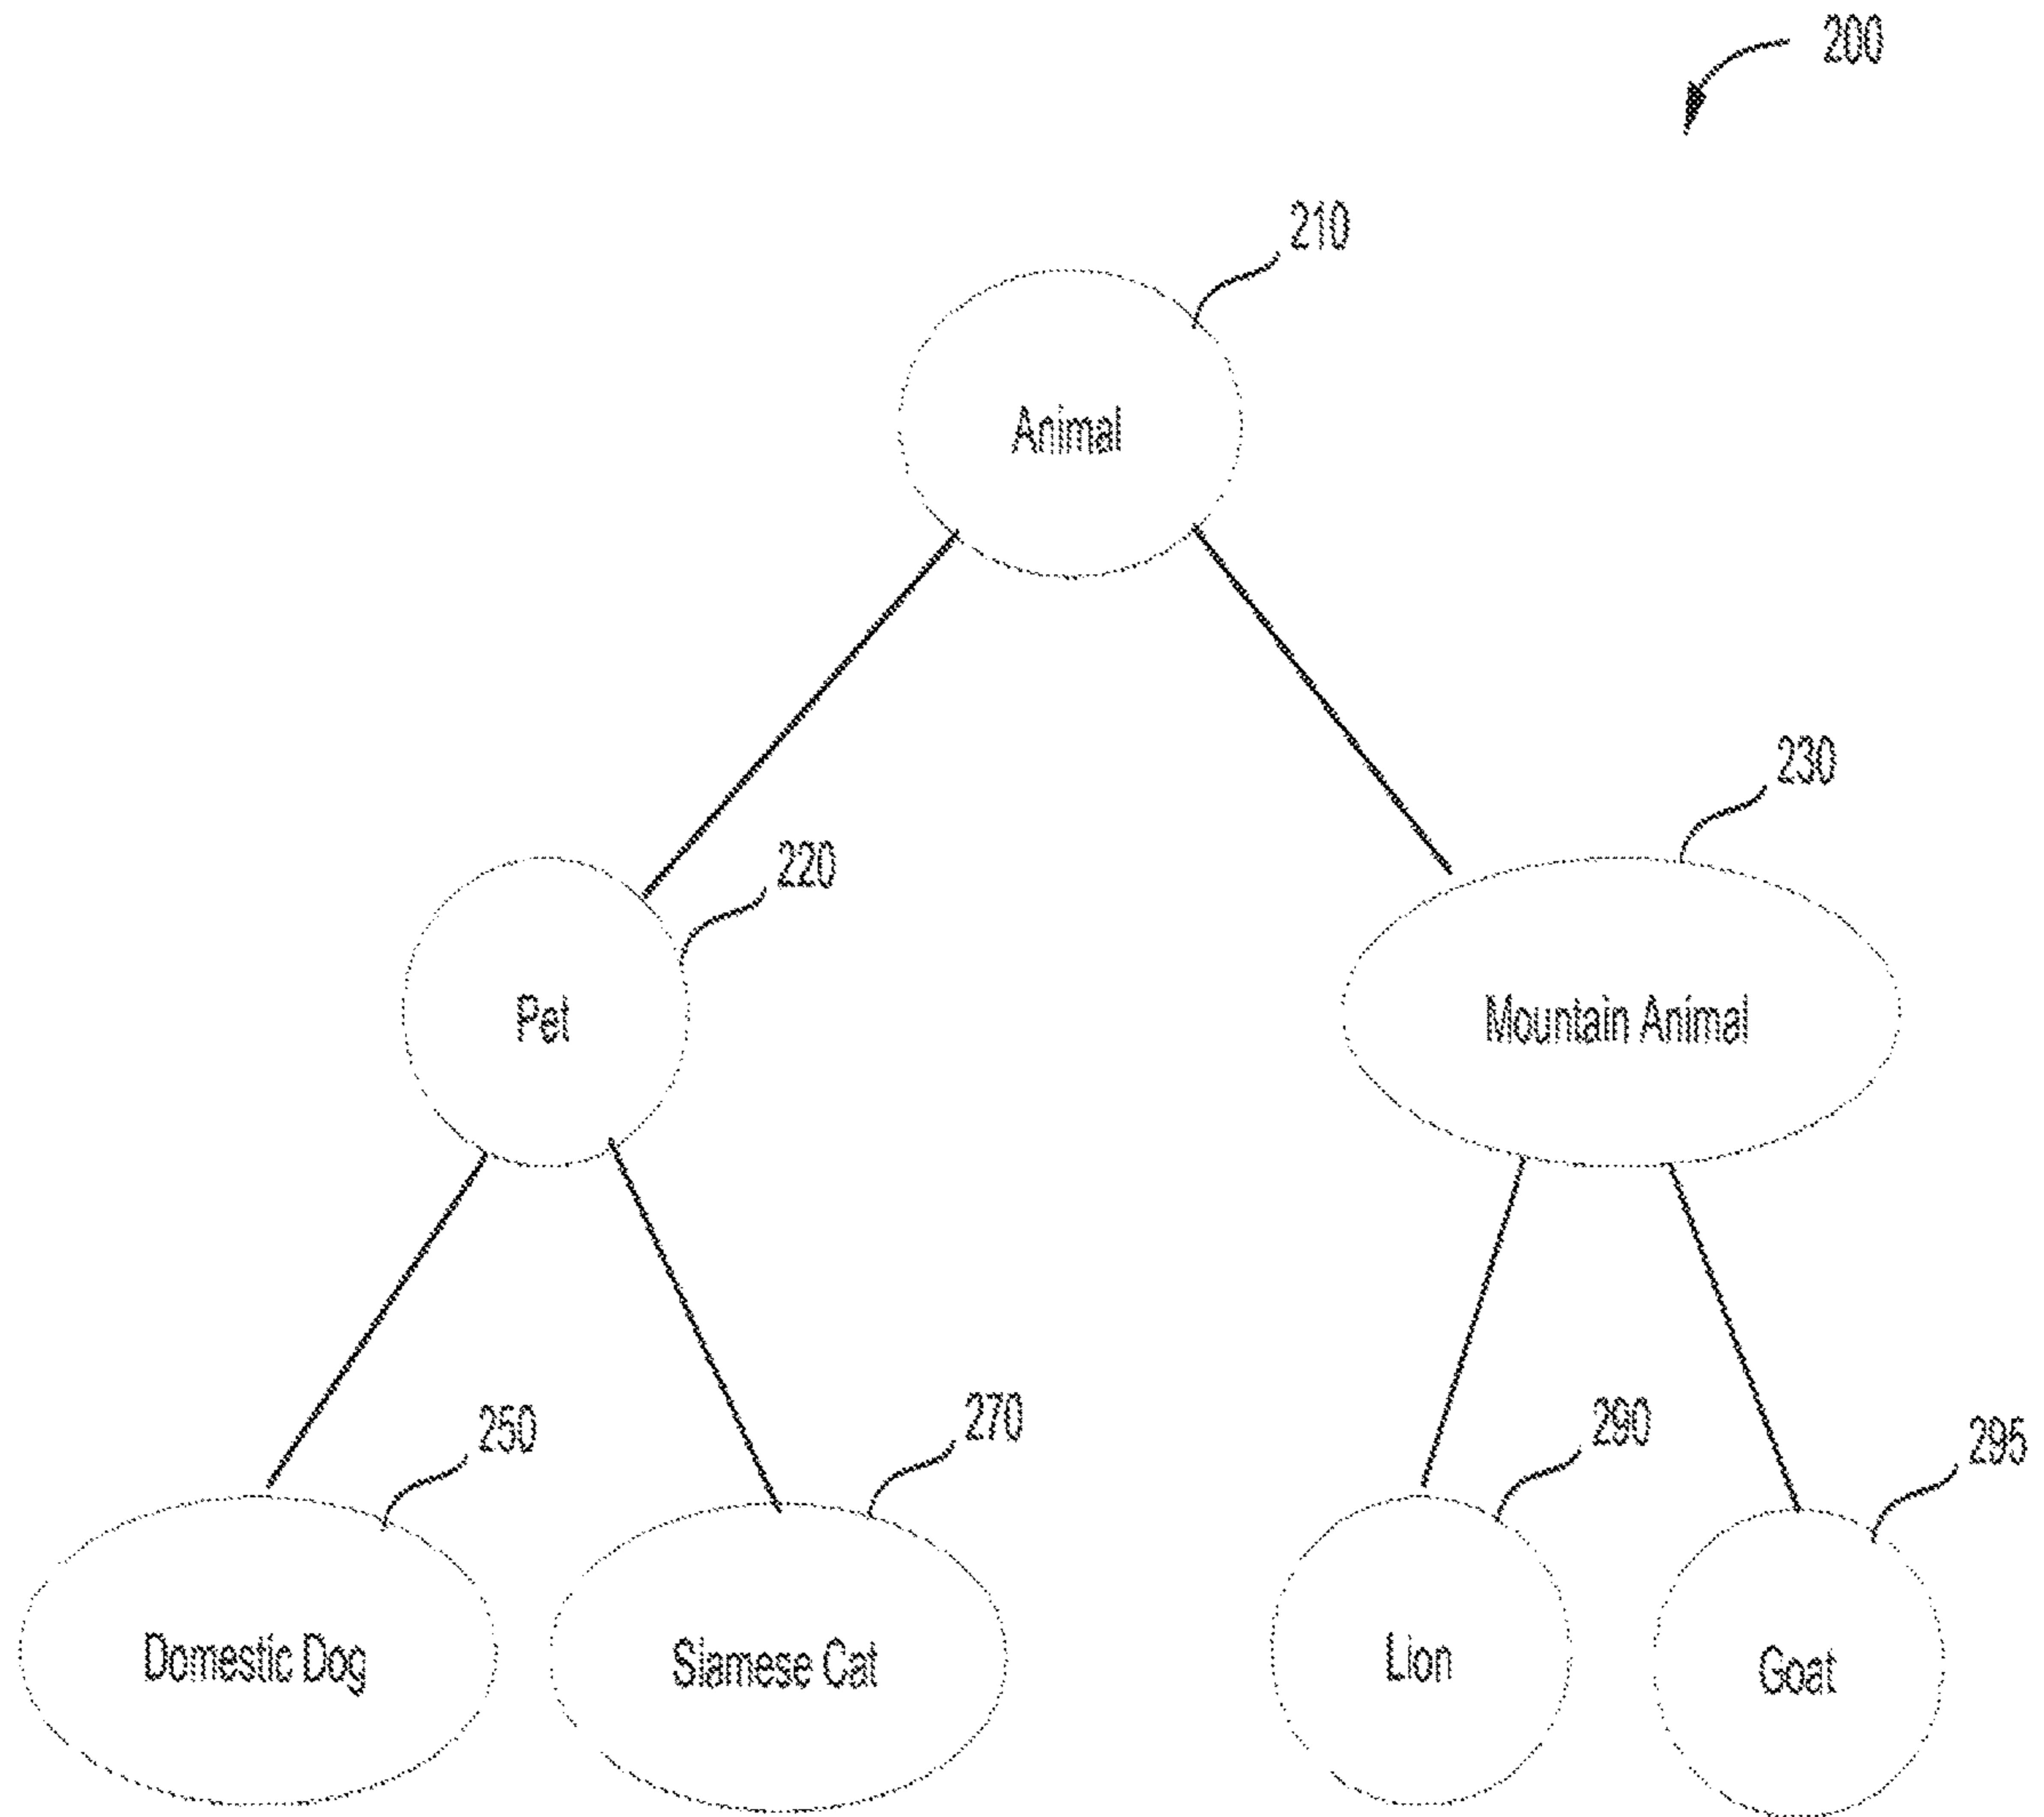 200
210
Animal
230
220
Pet
Mountain Animal
250
270
290
295
Domestic Dog
Siamese Cat
Lion
Goat